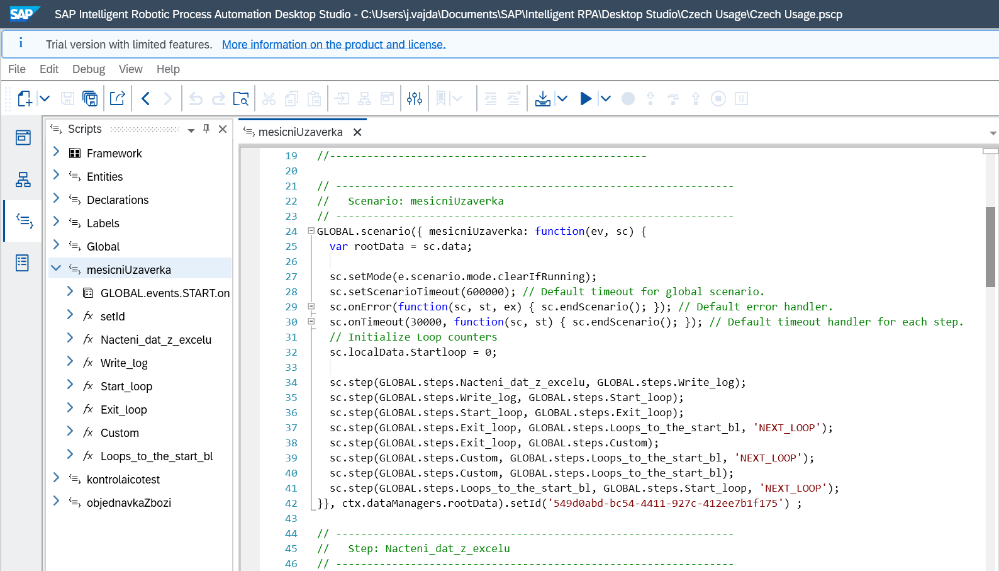 SAP SAP Intelligent Robotic Process Automation Desktop Studio - C:\Users\j.vajda\Documents\SAP\Intelligent RPA\Desktop Studio\Czech Usage\Czech Usage.pscp
i Trial version with limited features. More information on the product and license.
File Edit Debug View Help
Scripts
Framework
Entities
Declarations
Labels
Global
mesicniUzaverka
GLOBAL.events.START.on
fx setId
fx Nacteni_dat_z_excelu
fx Write_log
fx Start_loop
fx Exit_loop
fx Custom
fx Loops_to_the_start_bl
kontrolaicotest
objednavkaZbozi
mesicniUzaverka
19 //---------------------------------------------------
20
21 // ----------------------------------------------------------------
22 //   Scenario: mesicniUzaverka
23 // ----------------------------------------------------------------
24 GLOBAL.scenario({ mesicniUzaverka: function(ev, sc) {
25   var rootData = sc.data;
26
27   sc.setMode(e.scenario.mode.clearIfRunning);
28   sc.setScenarioTimeout(600000); // Default timeout for global scenario.
29   sc.onError(function(sc, st, ex) { sc.endScenario(); }); // Default error handler.
30   sc.onTimeout(30000, function(sc, st) { sc.endScenario(); }); // Default timeout handler for each step.
31   // Initialize Loop counters
32   sc.localData.Startloop = 0;
33
34   sc.step(GLOBAL.steps.Nacteni_dat_z_excelu, GLOBAL.steps.Write_log);
35   sc.step(GLOBAL.steps.Write_log, GLOBAL.steps.Start_loop);
36   sc.step(GLOBAL.steps.Start_loop, GLOBAL.steps.Exit_loop);
37   sc.step(GLOBAL.steps.Exit_loop, GLOBAL.steps.Loops_to_the_start_bl, 'NEXT_LOOP');
38   sc.step(GLOBAL.steps.Exit_loop, GLOBAL.steps.Custom);
39   sc.step(GLOBAL.steps.Custom, GLOBAL.steps.Loops_to_the_start_bl, 'NEXT_LOOP');
40   sc.step(GLOBAL.steps.Custom, GLOBAL.steps.Loops_to_the_start_bl);
41   sc.step(GLOBAL.steps.Loops_to_the_start_bl, GLOBAL.steps.Start_loop, 'NEXT_LOOP');
42 }}, ctx.dataManagers.rootData).setId('549d0abd-bc54-4411-927c-412ee7b1f175') ;
43
44 // ----------------------------------------------------------------
45 //   Step: Nacteni_dat_z_excelu
46 // ----------------------------------------------------------------